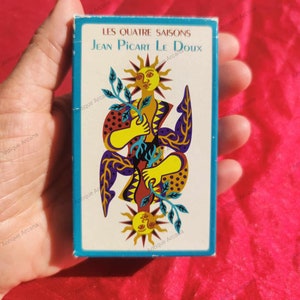 LES QUATRE SAISONS
JEAN PICART LE DOUX